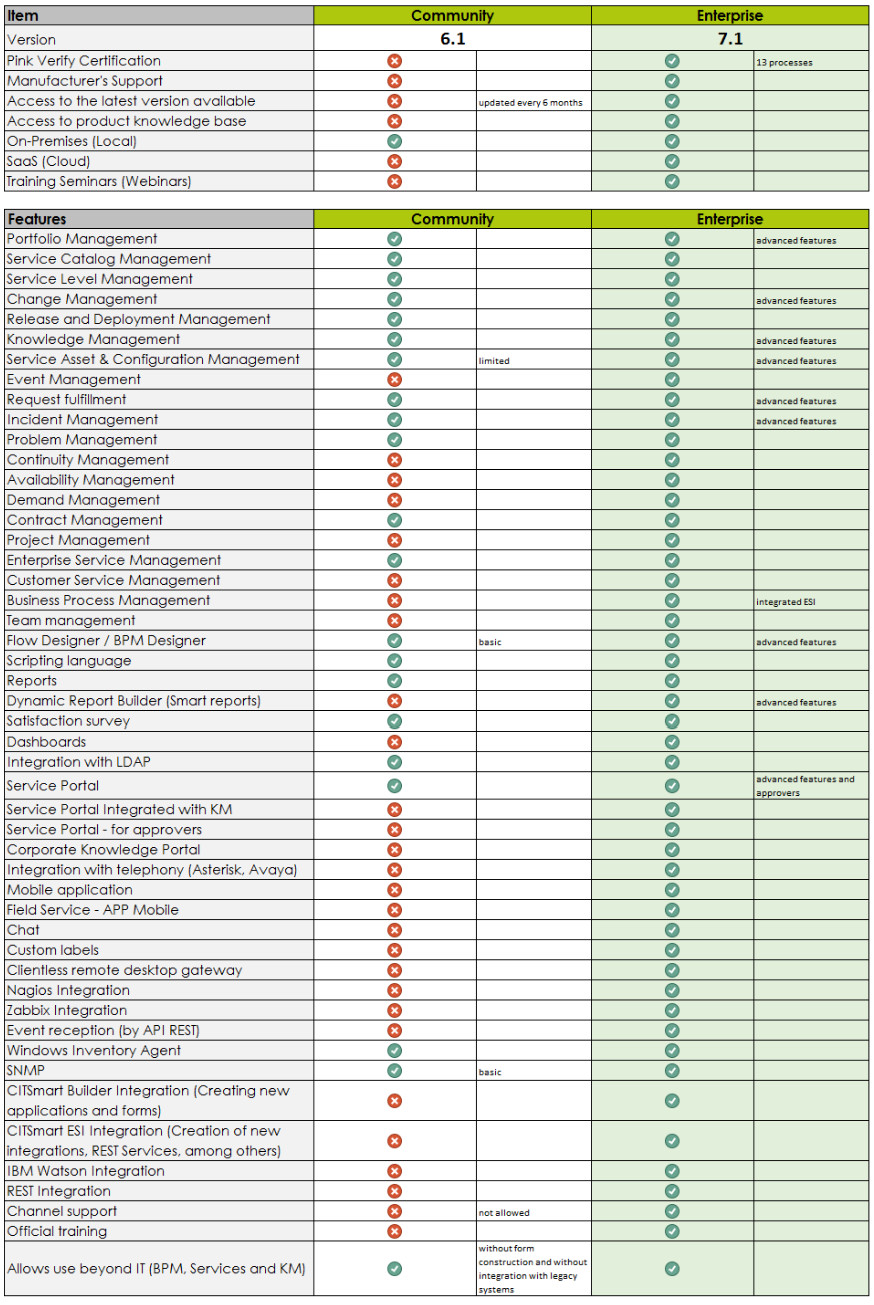 Item Community Enterprise
Version 6.1 7.1
Pink Verify Certification 13 processes
Manufacturer's Support
Access to the latest version available updated every 6 months
Access to product knowledge base
On-Premises (Local)
SaaS (Cloud)
Training Seminars (Webinars)
Features Community Enterprise
Portfolio Management advanced features
Service Catalog Management
Service Level Management
Change Management advanced features
Release and Deployment Management
Knowledge Management advanced features
Service Asset & Configuration Management limited advanced features
Event Management
Request fulfillment advanced features
Incident Management advanced features
Problem Management
Continuity Management
Availability Management
Demand Management
Contract Management
Project Management
Enterprise Service Management
Customer Service Management
Business Process Management integrated ESI
Team management
Flow Designer / BPM Designer basic advanced features
Scripting language
Reports
Dynamic Report Builder (Smart reports) advanced features
Satisfaction survey
Dashboards
Integration with LDAP
Service Portal advanced features and
approvers
Service Portal Integrated with KM
Service Portal - for approvers
Corporate Knowledge Portal
Integration with telephony (Asterisk, Avaya)
Mobile application
Field Service - APP Mobile
Chat
Custom labels
Clientless remote desktop gateway
Nagios Integration
Zabbix Integration
Event reception (by API REST)
Windows Inventory Agent
SNMP basic
CITSmart Builder Integration (Creating new
applications and forms)
CITSmart ESI Integration (Creation of new
integrations, REST Services, among others)
IBM Watson Integration
REST Integration
Channel support not allowed
Official training
Allows use beyond IT (BPM, Services and KM) without form
construction and without
integration with legacy
systems